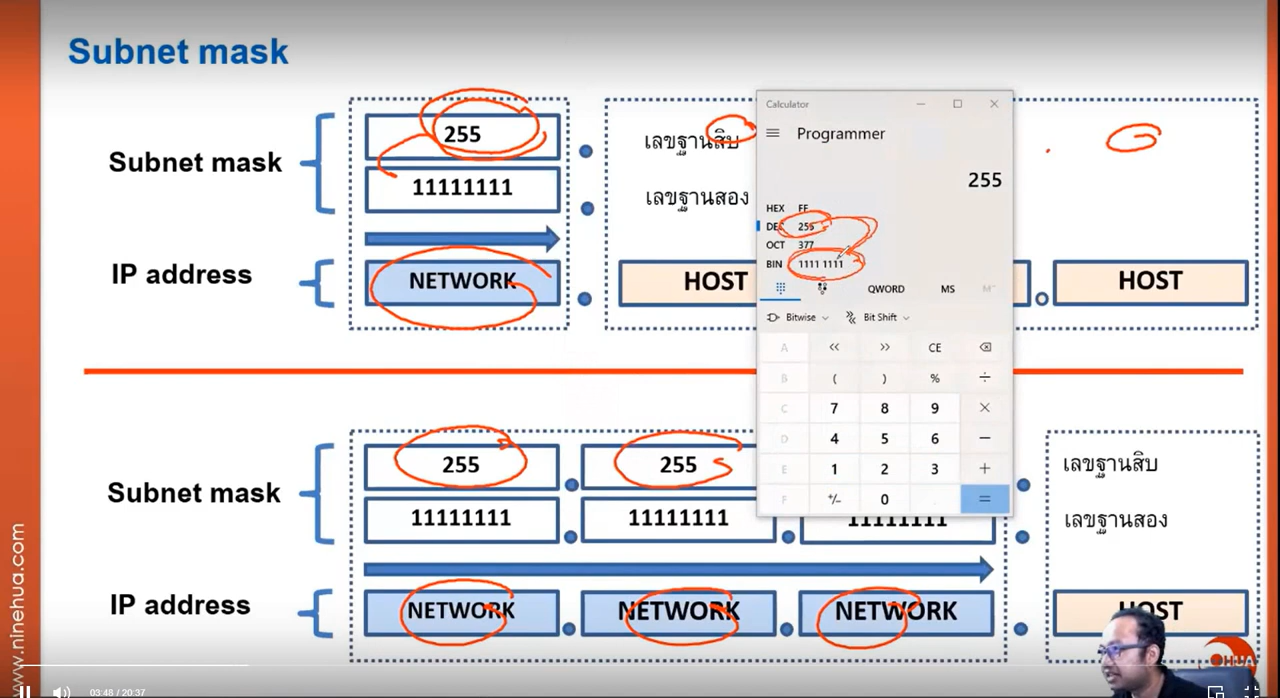 Subnet mask
255
เลขฐานสิบ
Subnet mask
11111111
เลขฐานสอง
IP address
NETWORK
HOST
HOST
Calculator
Programmer
255
HEX FF
DEC 255
OCT 377
BIN 1111 1111
QWORD MS M˅
Bitwise
Bit Shift
A << >> CE
B ( ) % ÷
C 7 8 9 ×
D 4 5 6 −
E 1 2 3 +
F +/− 0 . =
255 255
เลขฐานสิบ
Subnet mask
11111111 11111111 11111111
เลขฐานสอง
IP address
NETWORK . NETWORK . NETWORK
HOST
www.ninehua.com
03:48 / 20:37